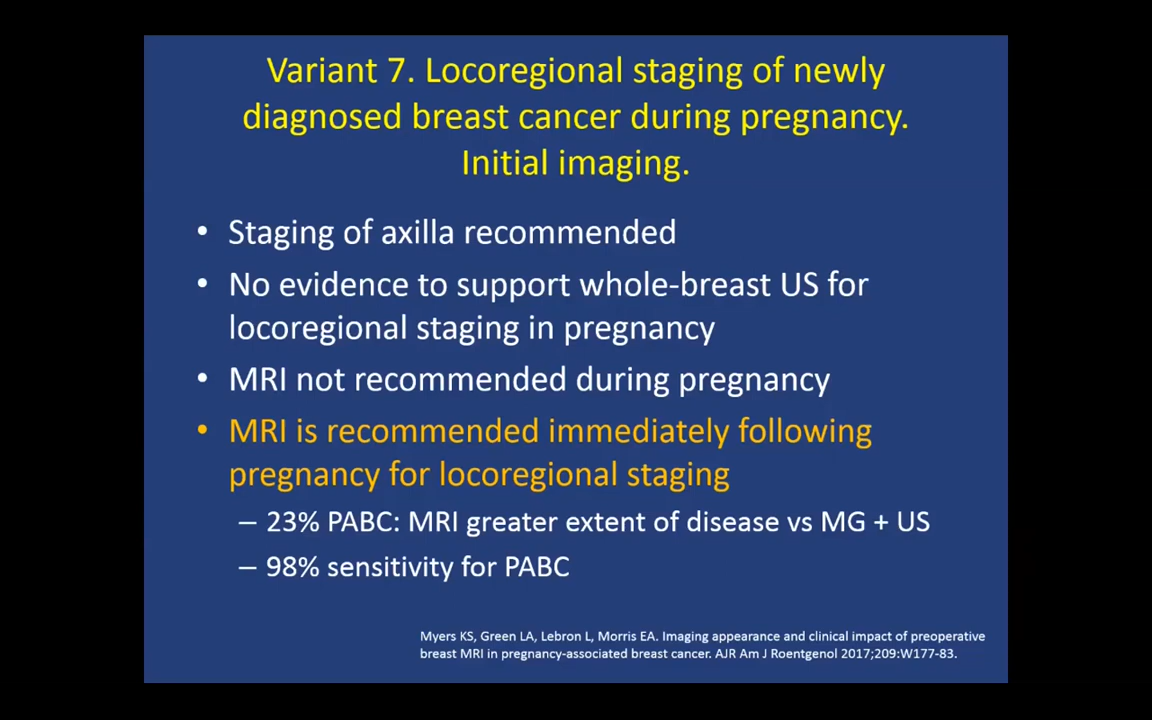 Variant 7. Locoregional staging of newly
diagnosed breast cancer during pregnancy.
Initial imaging.
• Staging of axilla recommended
• No evidence to support whole-breast US for
locoregional staging in pregnancy
• MRI not recommended during pregnancy
• MRI is recommended immediately following
pregnancy for locoregional staging
– 23% PABC: MRI greater extent of disease vs MG + US
– 98% sensitivity for PABC
Myers KS, Green LA, Lebron L, Morris EA. Imaging appearance and clinical impact of preoperative
breast MRI in pregnancy-associated breast cancer. AJR Am J Roentgenol 2017;209:W177-83.